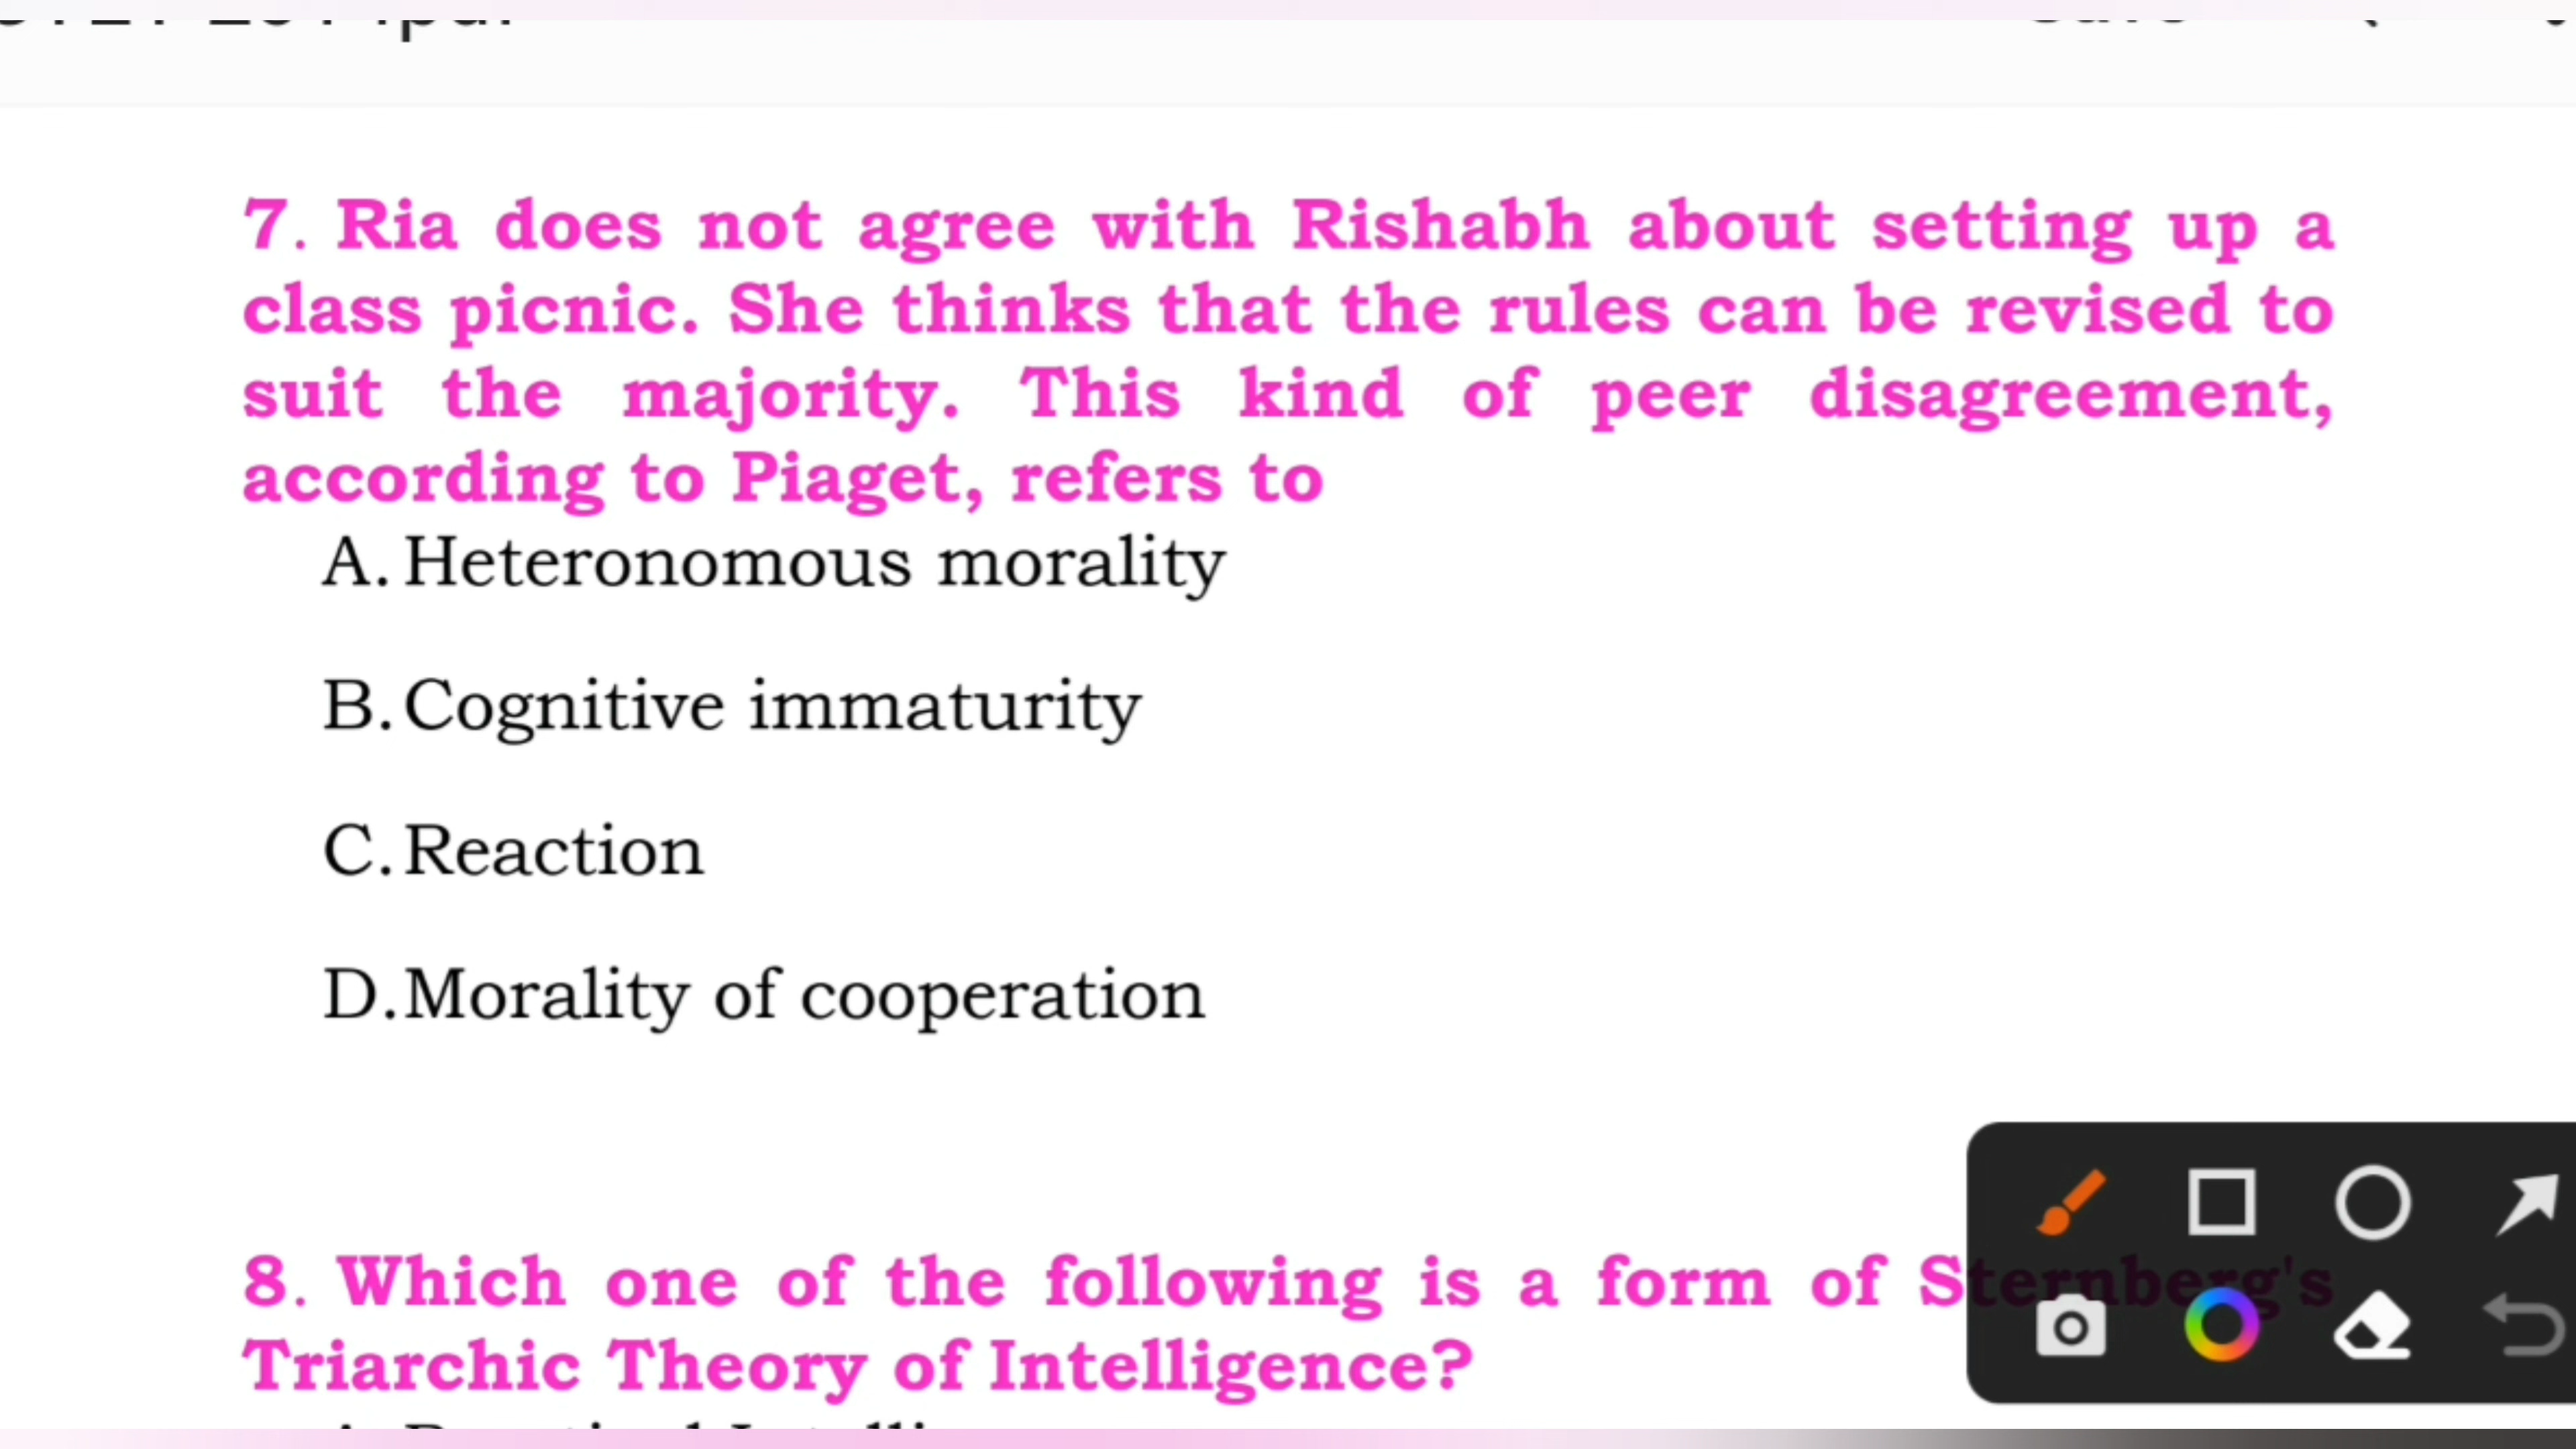 7. Ria does not agree with Rishabh about setting up a
class picnic. She thinks that the rules can be revised to
suit the majority. This kind of peer disagreement,
according to Piaget, refers to
A. Heteronomous morality
B. Cognitive immaturity
C. Reaction
D. Morality of cooperation
8. Which one of the following is a form of Sternberg's
Triarchic Theory of Intelligence?